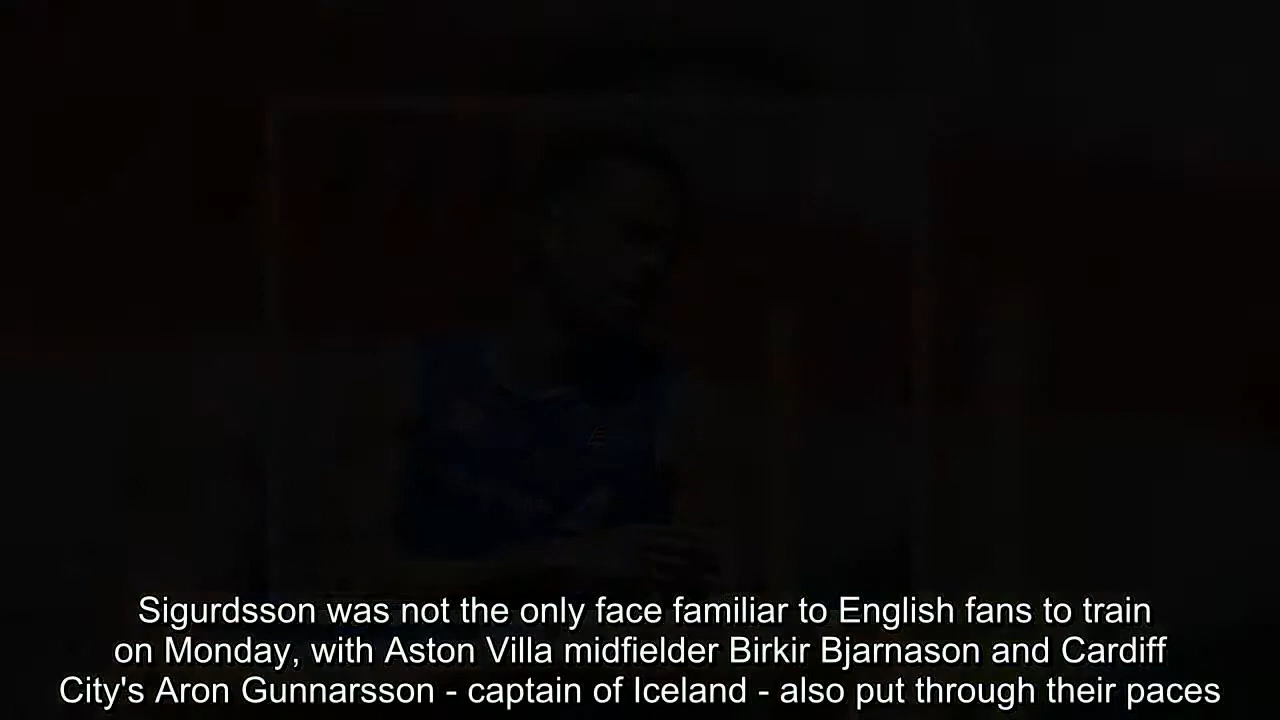 Sigurdsson was not the only face familiar to English fans to train
on Monday, with Aston Villa midfielder Birkir Bjarnason and Cardiff
City's Aron Gunnarsson - captain of Iceland - also put through their paces